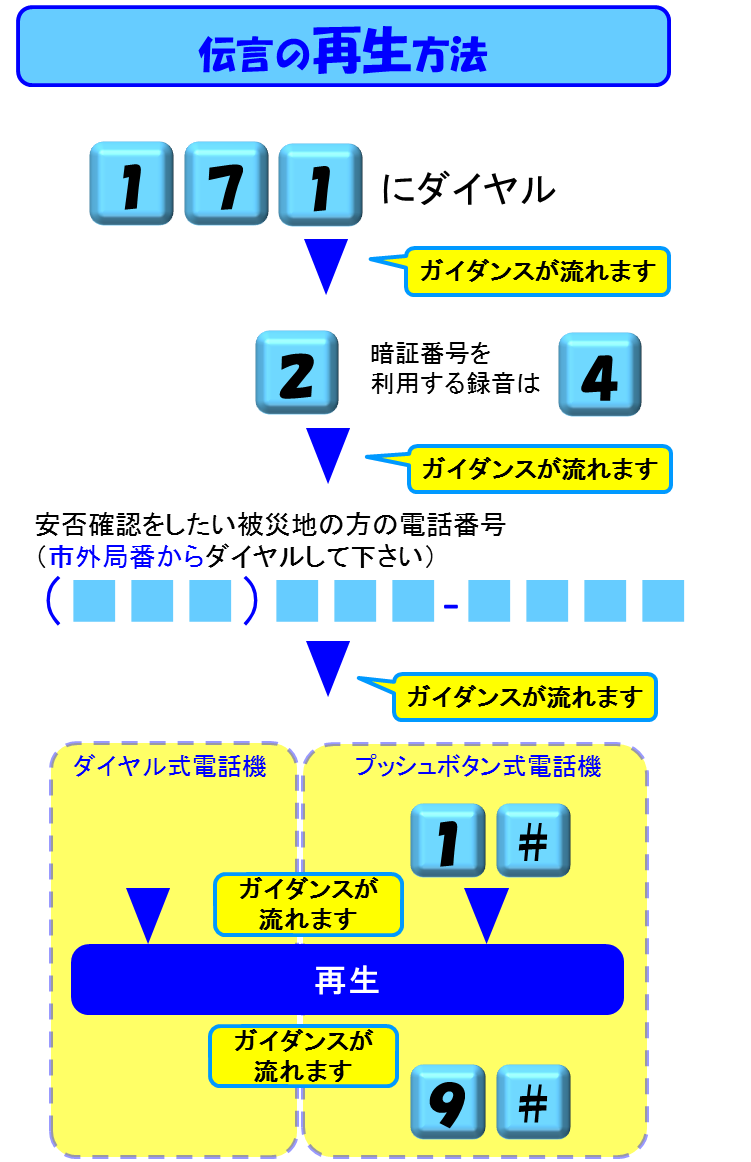 伝言の再生方法
1 7 1 にダイヤル
ガイダンスが流れます
2 暗証番号を
利用する録音は 4
ガイダンスが流れます
安否確認をしたい被災地の方の電話番号
（市外局番からダイヤルして下さい）
( ) -
ガイダンスが流れます
ダイヤル式電話機 プッシュボタン式電話機
1 #
ガイダンスが
流れます
再生
ガイダンスが
流れます
9 #